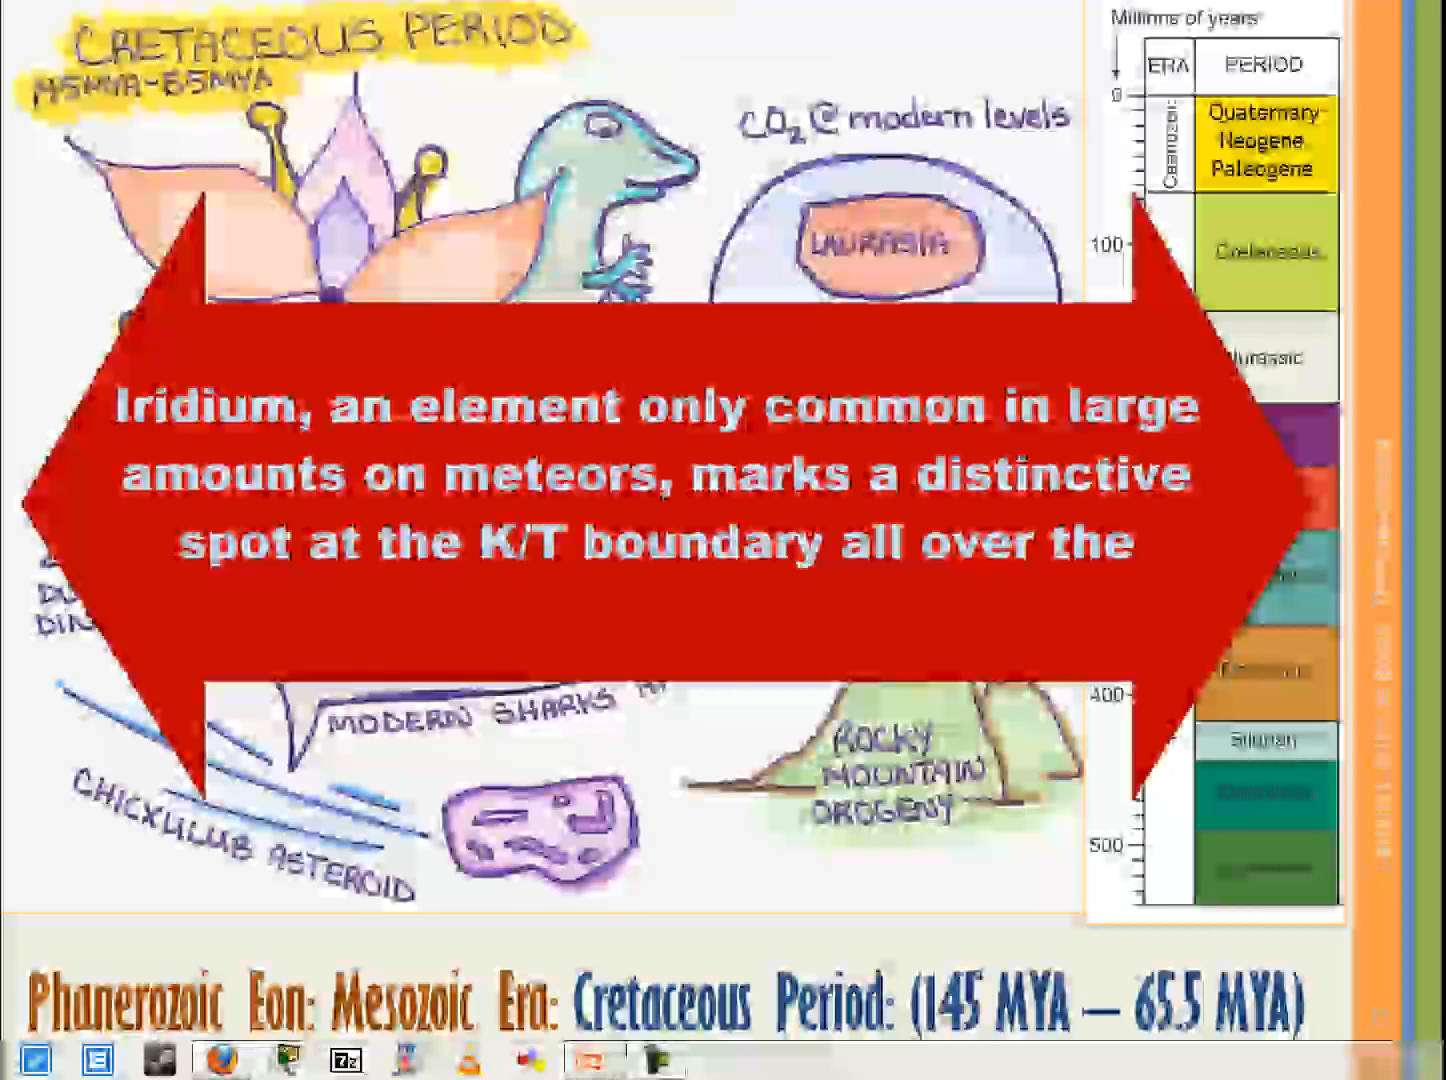 CRETACEOUS PERIOD
145MYA-65MYA
CO2 @ modern levels
LAURASIA
Iridium, an element only common in large
amounts on meteors, marks a distinctive
spot at the K/T boundary all over the
MODERN SHARKS
CHICXULUB ASTEROID
ROCKY
MOUNTAIN
OROGENY
Millions of years
ERA
PERIOD
0
Cenozoic
Quaternary
Neogene
Paleogene
100
Cretaceous
Jurassic
400
Silurian
500
Phanerozoic Eon: Mesozoic Era: Cretaceous Period: (145 MYA – 65.5 MYA)